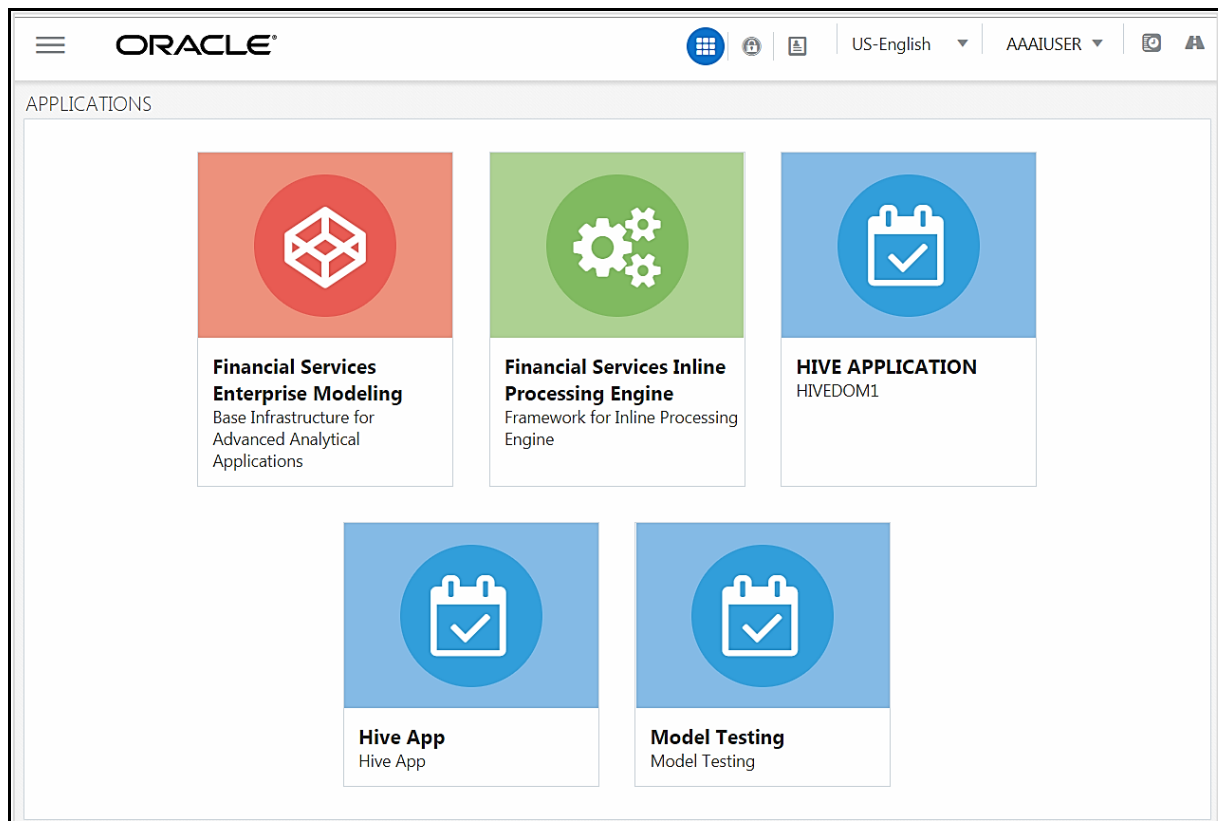 ORACLE®
US-English
AAAIUSER
APPLICATIONS
Financial Services
Enterprise Modeling
Base Infrastructure for
Advanced Analytical
Applications
Financial Services Inline
Processing Engine
Framework for Inline Processing
Engine
HIVE APPLICATION
HIVEDOM1
Hive App
Hive App
Model Testing
Model Testing